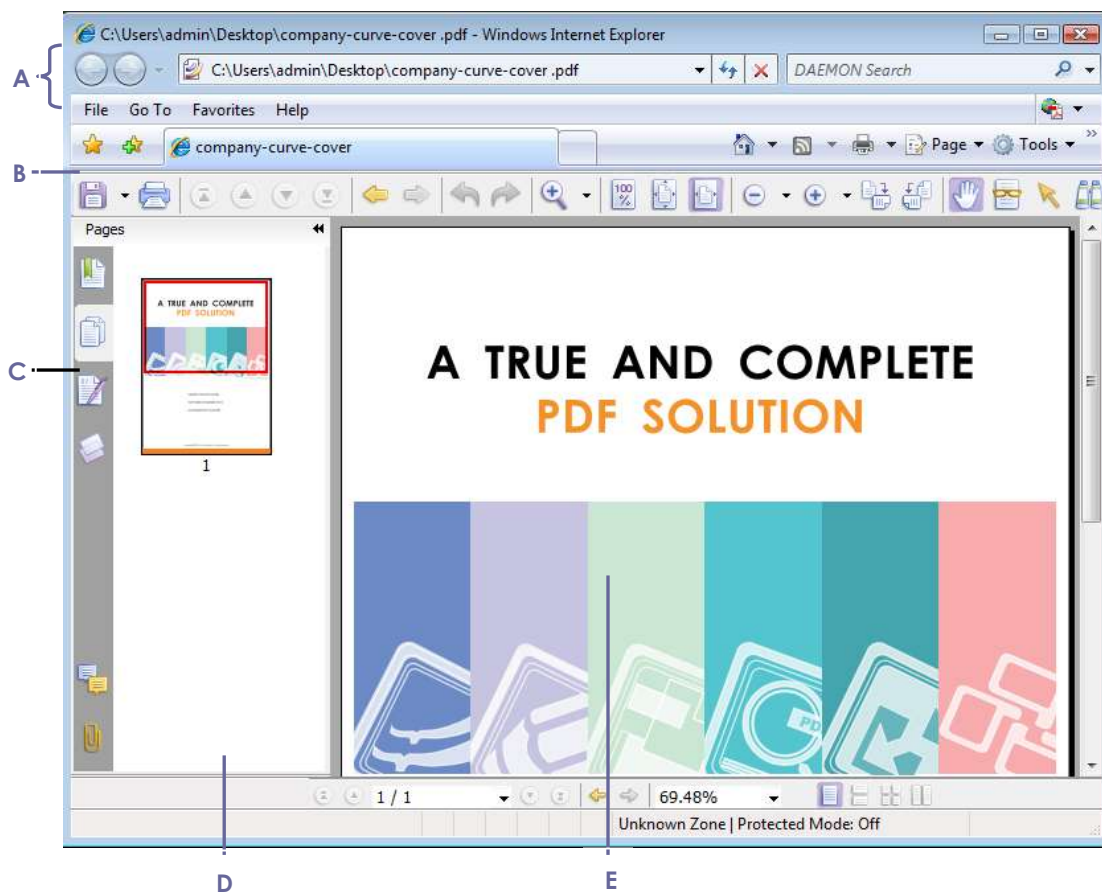 C:\Users\admin\Desktop\company-curve-cover .pdf - Windows Internet Explorer
A
C:\Users\admin\Desktop\company-curve-cover .pdf
DAEMON Search
File Go To Favorites Help
company-curve-cover
Page Tools
B
100 %
Pages
A TRUE AND COMPLETE
PDF SOLUTION
1
C
A TRUE AND COMPLETE
PDF SOLUTION
PD
1 / 1
69.48%
Unknown Zone | Protected Mode: Off
D
E